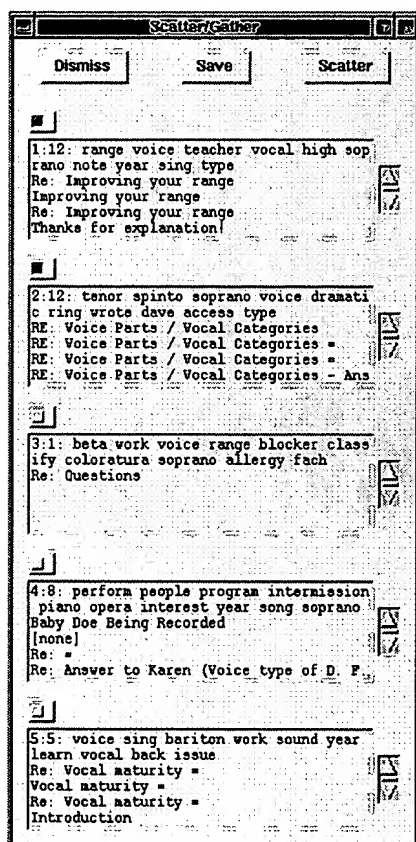 Scatter/Gather
Dismiss Save Scatter
1:12: range voice teacher vocal high sop
rano note year sing type
Re: Improving your range
Improving your range
Re: Improving your range
Thanks for explanation!
2:12: tenor spinto soprano voice dramati
c ring wrote dave access type
RE: Voice Parts / Vocal Categories
RE: Voice Parts / Vocal Categories =
RE: Voice Parts / Vocal Categories =
RE: Voice Parts / Vocal Categories - Ans
3:1: beta work voice range blocker class
ify coloratura soprano allergy fach
Re: Questions
4:8: perform people program intermission
piano opera interest year song soprano
Baby Doe Being Recorded
[none]
Re: =
Re: Answer to Karen (Voice type of D. F.
5:5: voice sing bariton work sound year
learn vocal back issue
Re: Vocal maturity =
Vocal maturity =
Re: Vocal maturity =
Introduction